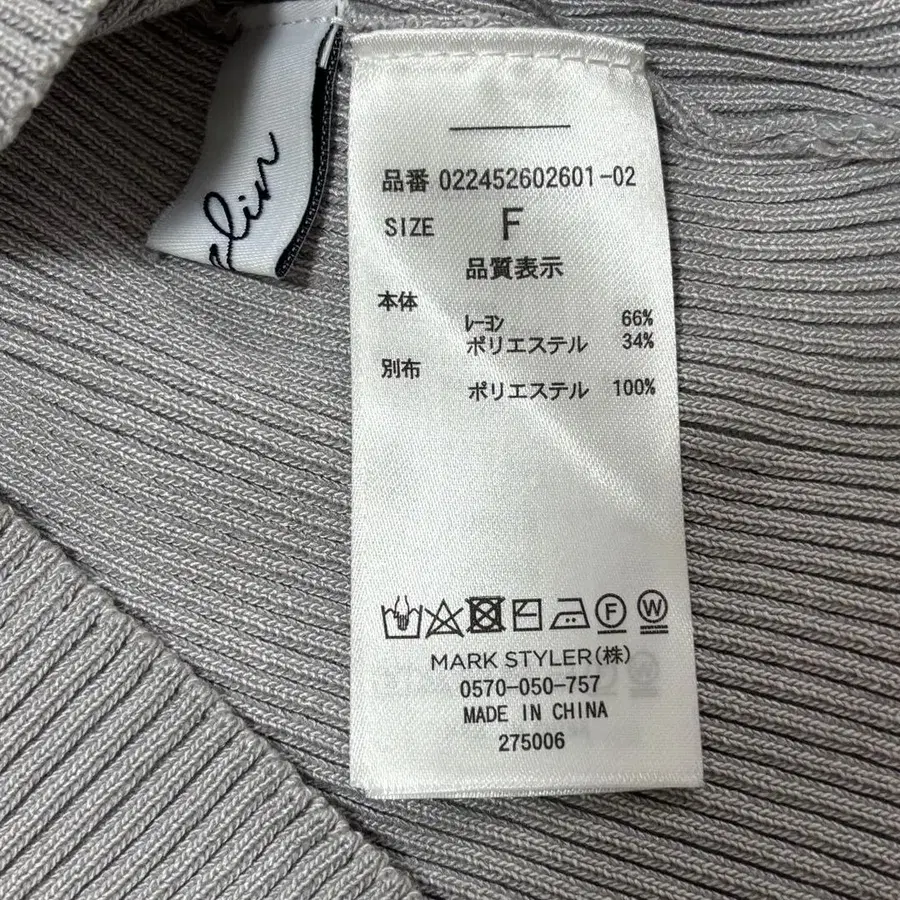 品番 022452602601-02
SIZE F
品質表示
本体
ﾚｰﾖﾝ 66%
ポリエステル 34%
別布
ポリエステル 100%
F W
MARK STYLER(株)
0570-050-757
MADE IN CHINA
275006